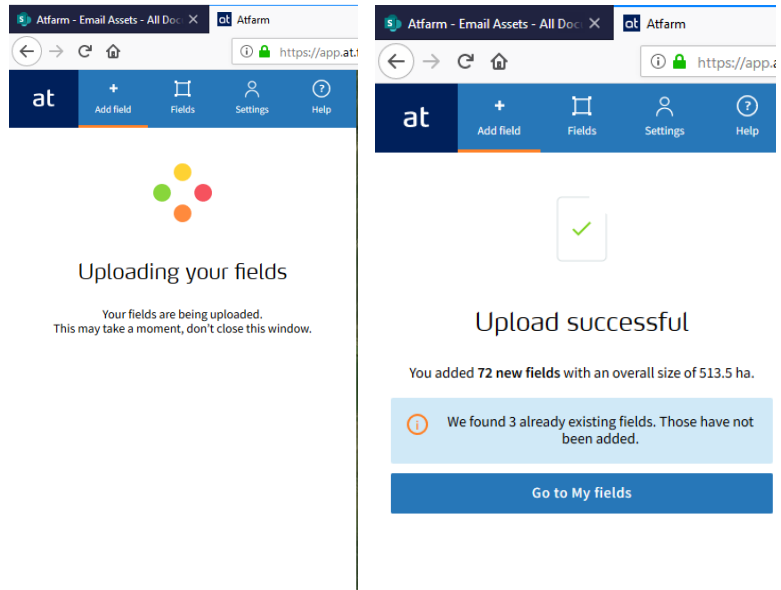 Atfarm - Email Assets - All Doc
at Atfarm
https://app.at.
at
Add field
Fields
Settings
Help
Uploading your fields
Your fields are being uploaded.
This may take a moment, don't close this window.
Atfarm - Email Assets - All Doc
at Atfarm
https://app.
at
Add field
Fields
Settings
Help
Upload successful
You added 72 new fields with an overall size of 513.5 ha.
We found 3 already existing fields. Those have not
been added.
Go to My fields